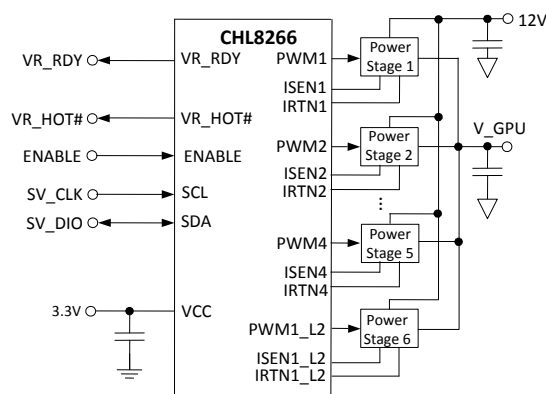 CHL8266
12V
VR_RDY
VR_RDY
PWM1
Power
Stage 1
ISEN1
IRTN1
VR_HOT#
VR_HOT#
V_GPU
PWM2
Power
Stage 2
ENABLE
ENABLE
ISEN2
IRTN2
SV_CLK
SCL
...
SV_DIO
SDA
PWM4
Power
Stage 5
ISEN4
IRTN4
3.3V
VCC
PWM1_L2
Power
Stage 6
ISEN1_L2
IRTN1_L2